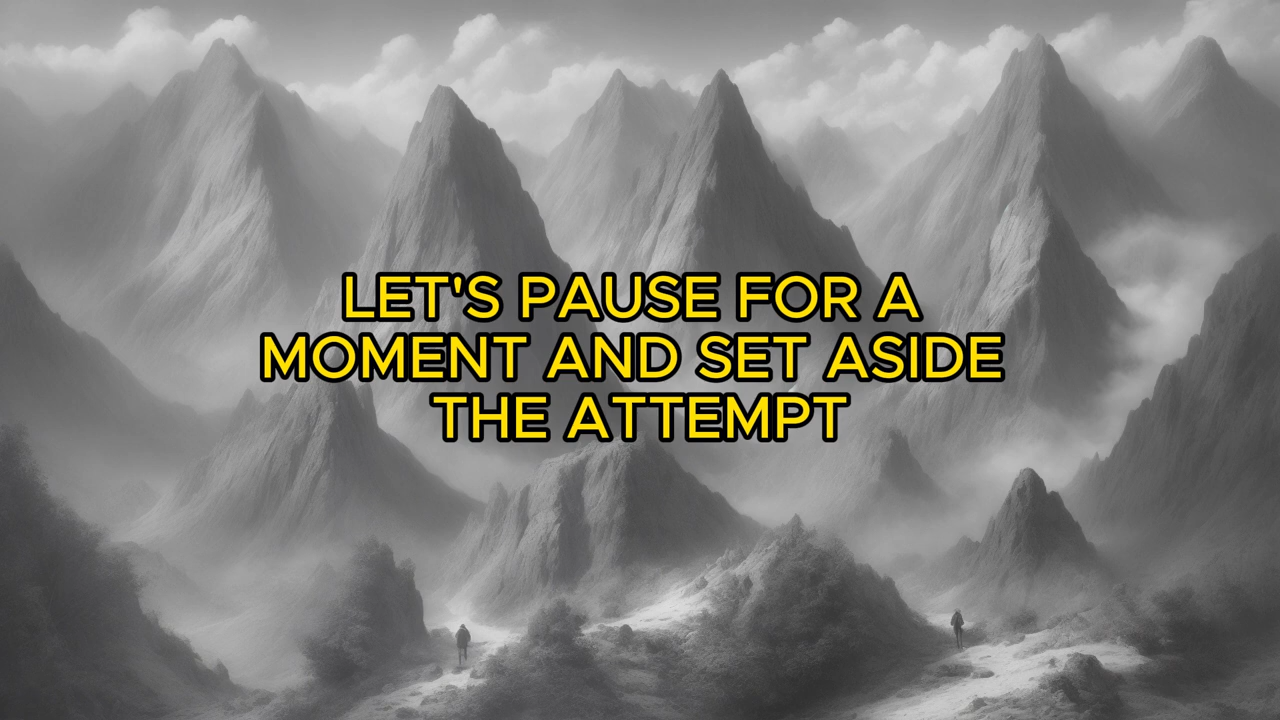 LET'S PAUSE FOR A
MOMENT AND SET ASIDE
THE ATTEMPT